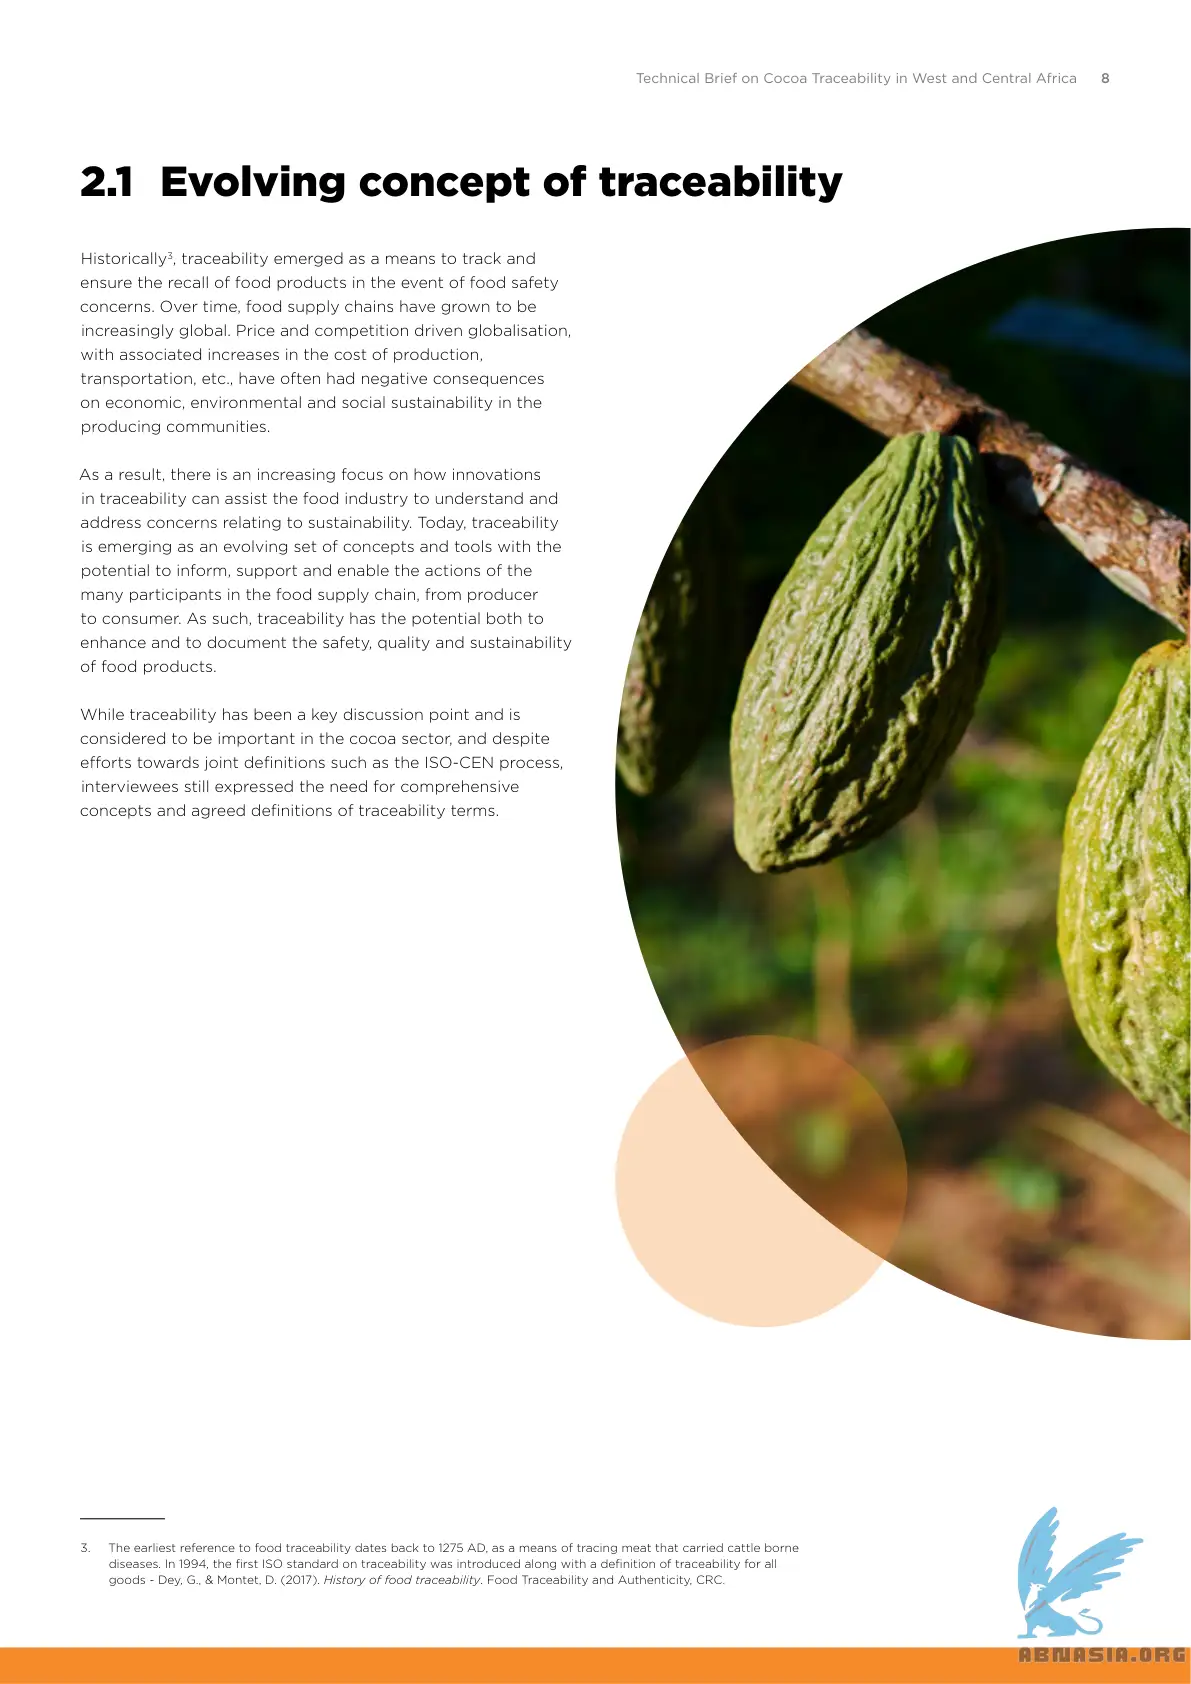 Technical Brief on Cocoa Traceability in West and Central Africa 8
2.1 Evolving concept of traceability
Historically3, traceability emerged as a means to track and
ensure the recall of food products in the event of food safety
concerns. Over time, food supply chains have grown to be
increasingly global. Price and competition driven globalisation,
with associated increases in the cost of production,
transportation, etc., have often had negative consequences
on economic, environmental and social sustainability in the
producing communities.
As a result, there is an increasing focus on how innovations
in traceability can assist the food industry to understand and
address concerns relating to sustainability. Today, traceability
is emerging as an evolving set of concepts and tools with the
potential to inform, support and enable the actions of the
many participants in the food supply chain, from producer
to consumer. As such, traceability has the potential both to
enhance and to document the safety, quality and sustainability
of food products.
While traceability has been a key discussion point and is
considered to be important in the cocoa sector, and despite
efforts towards joint definitions such as the ISO-CEN process,
interviewees still expressed the need for comprehensive
concepts and agreed definitions of traceability terms.
3. The earliest reference to food traceability dates back to 1275 AD, as a means of tracing meat that carried cattle borne
diseases. In 1994, the first ISO standard on traceability was introduced along with a definition of traceability for all
goods - Dey, G., & Montet, D. (2017). History of food traceability. Food Traceability and Authenticity, CRC.
ABNASIA.ORG